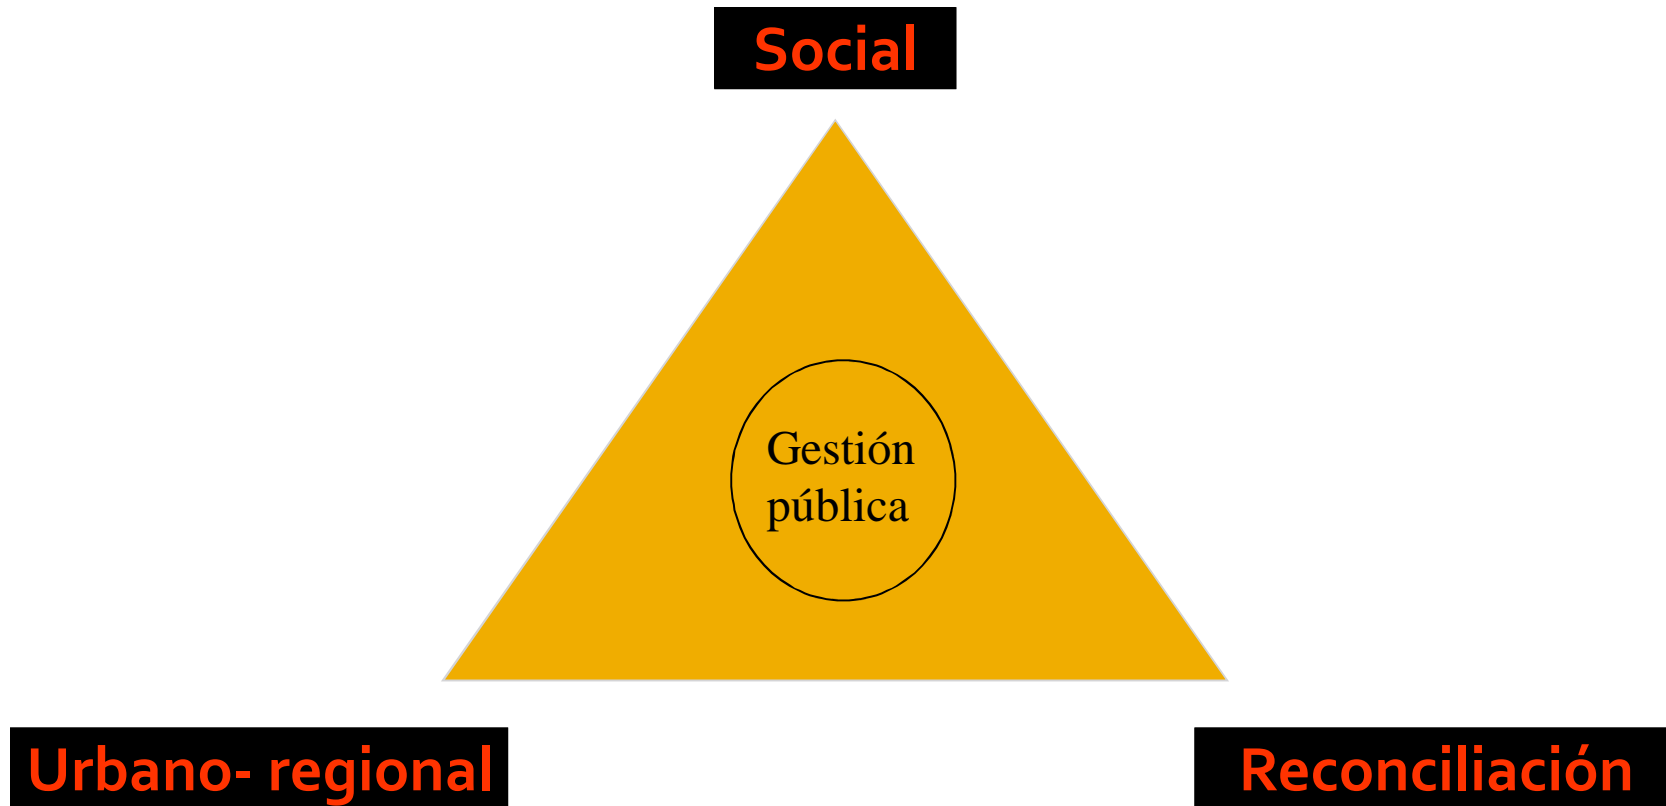 Social
Gestión
pública
Urbano- regional
Reconciliación